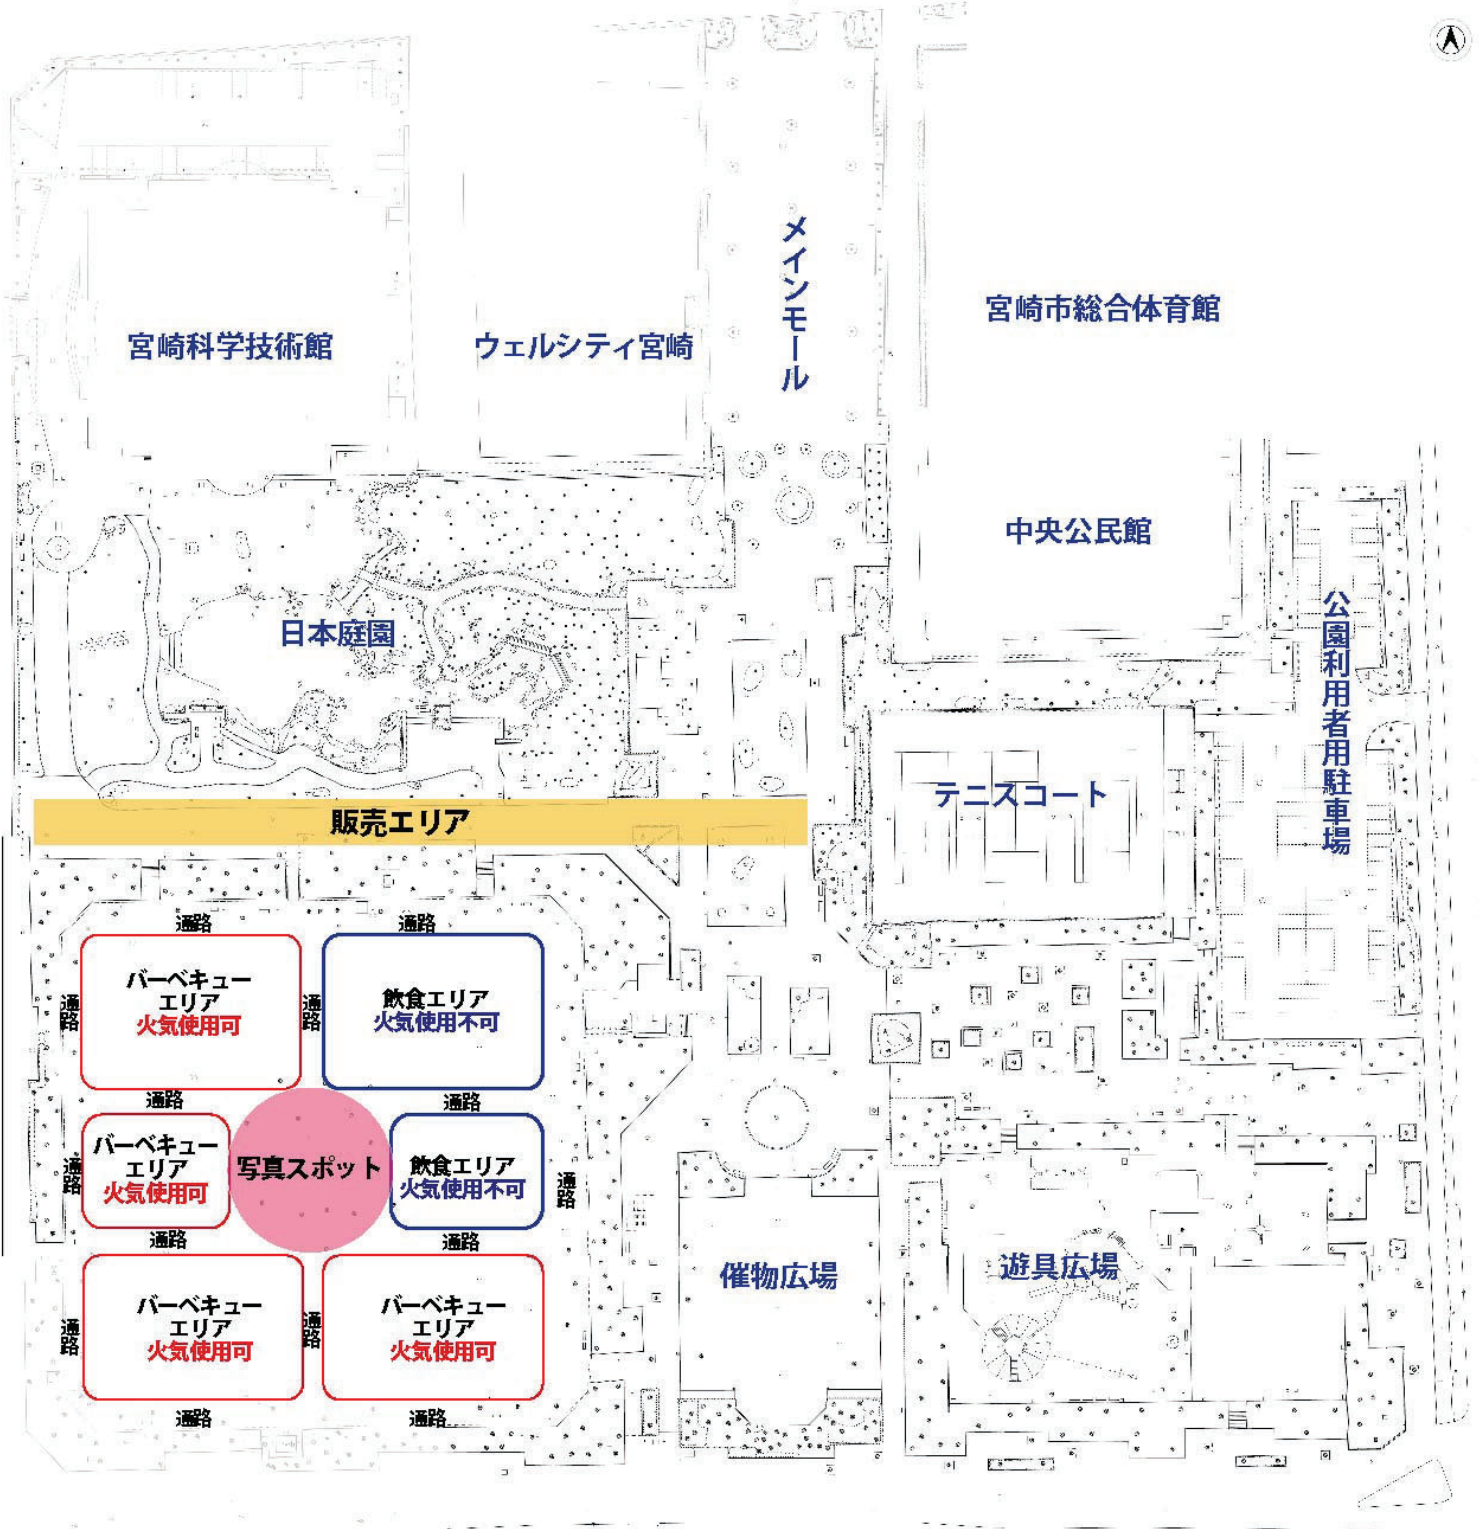 メインモール
宮崎市総合体育館
宮崎科学技術館
ウェルシティ宮崎
中央公民館
公園利用者用駐車場
日本庭園
テニスコート
販売エリア
通路
通路
バーベキュー
エリア
火気使用可
飲食エリア
火気使用不可
通路
通路
通路
通路
バーベキュー
エリア
火気使用可
写真スポット
飲食エリア
火気使用不可
通路
通路
通路
通路
催物広場
遊具広場
バーベキュー
エリア
火気使用可
バーベキュー
エリア
火気使用可
通路
通路
通路
通路